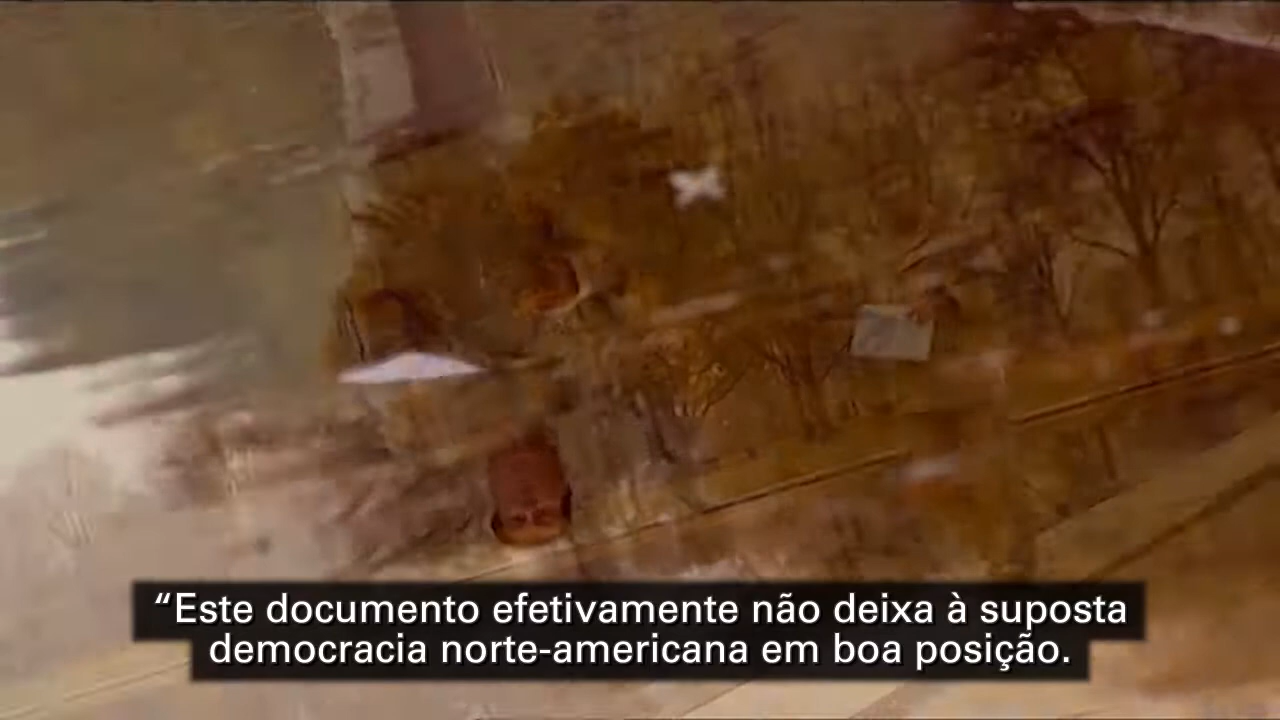 “Este documento efetivamente não deixa à suposta
democracia norte-americana em boa posição.